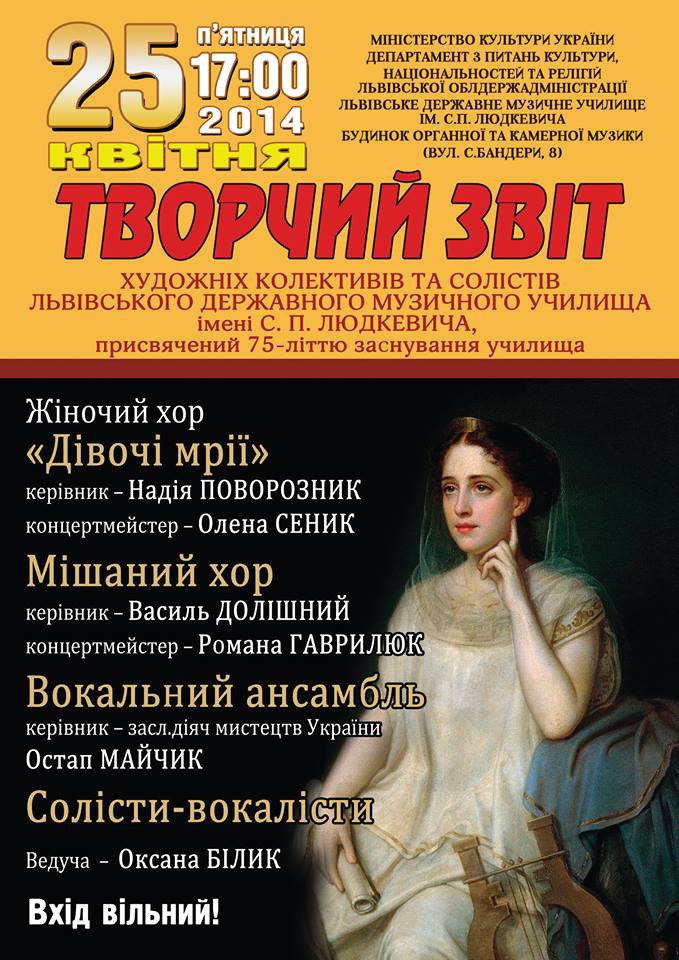 25
п'ятниця
17:00
2014
квітня
МІНІСТЕРСТВО КУЛЬТУРИ УКРАЇНИ
ДЕПАРТАМЕНТ З ПИТАНЬ КУЛЬТУРИ,
НАЦІОНАЛЬНОСТЕЙ ТА РЕЛІГІЙ
ЛЬВІВСЬКОЇ ОБЛДЕРЖАДМІНІСТРАЦІЇ
ЛЬВІВСЬКЕ ДЕРЖАВНЕ МУЗИЧНЕ УЧИЛИЩЕ
ІМ. С.П. ЛЮДКЕВИЧА
БУДИНОК ОРГАННОЇ ТА КАМЕРНОЇ МУЗИКИ
(ВУЛ. С.БАНДЕРИ, 8)
ТВОРЧИЙ ЗВІТ
ХУДОЖНІХ КОЛЕКТИВІВ ТА СОЛІСТІВ
ЛЬВІВСЬКОГО ДЕРЖАВНОГО МУЗИЧНОГО УЧИЛИЩА
імені С. П. ЛЮДКЕВИЧА,
присвячений 75-літтю заснування училища
Жіночий хор
«Дівочі мрії»
керівник – Надія ПОВОРОЗНИК
концертмейстер – Олена СЕНИК
Мішаний хор
керівник – Василь ДОЛІШНИЙ
концертмейстер – Романа ГАВРИЛЮК
Вокальний ансамбль
керівник – засл.діяч мистецтв України
Остап МАЙЧИК
Солісти-вокалісти
Ведуча – Оксана БІЛИК
Вхід вільний!